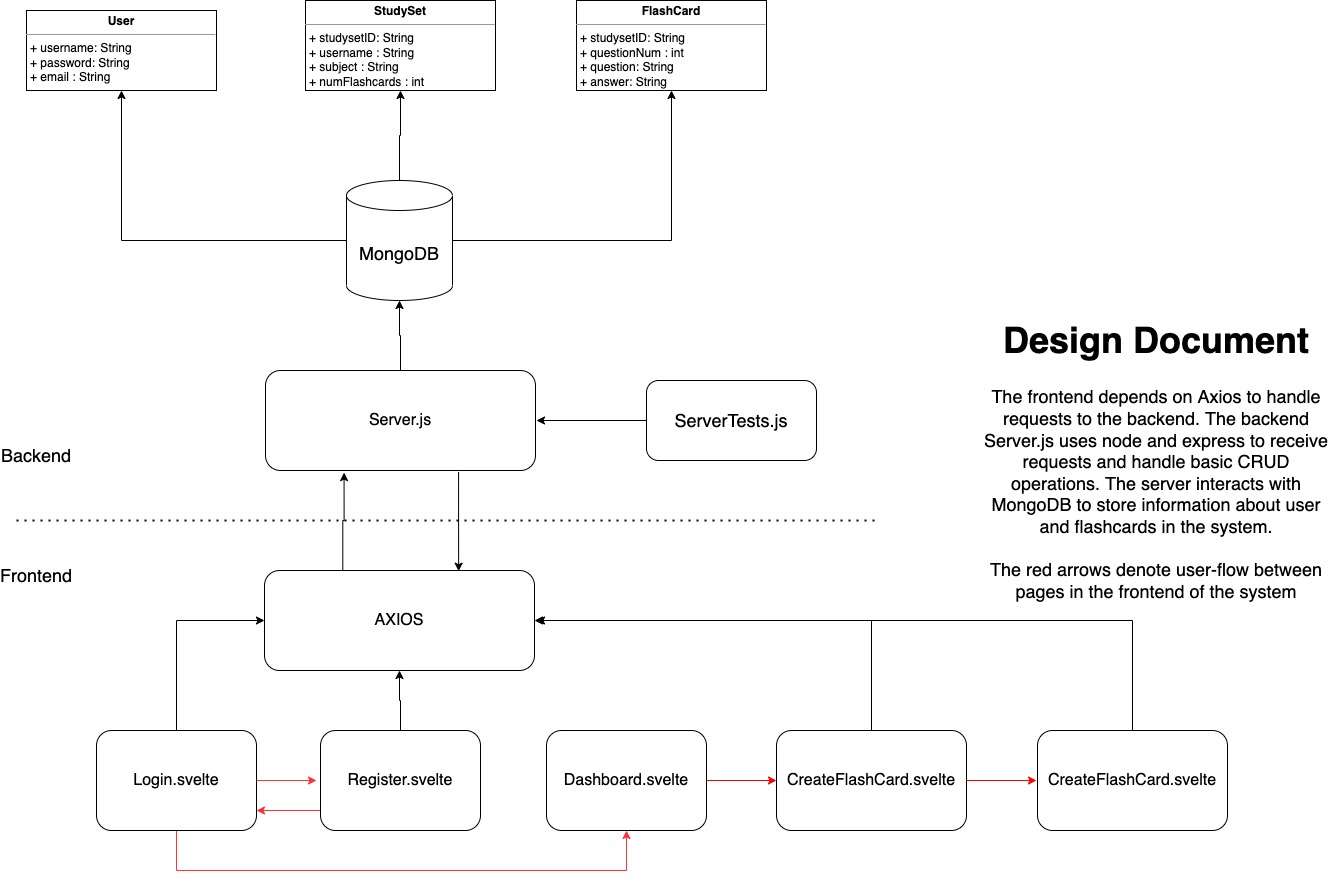 User
+ username: String
+ password: String
+ email : String
StudySet
+ studysetID: String
+ username : String
+ subject : String
+ numFlashcards : int
FlashCard
+ studysetID: String
+ questionNum : int
+ question: String
+ answer: String
MongoDB
Server.js
ServerTests.js
Backend
Frontend
AXIOS
Login.svelte
Register.svelte
Dashboard.svelte
CreateFlashCard.svelte
CreateFlashCard.svelte
Design Document
The frontend depends on Axios to handle
requests to the backend. The backend
Server.js uses node and express to receive
requests and handle basic CRUD
operations. The server interacts with
MongoDB to store information about user
and flashcards in the system.
The red arrows denote user-flow between
pages in the frontend of the system